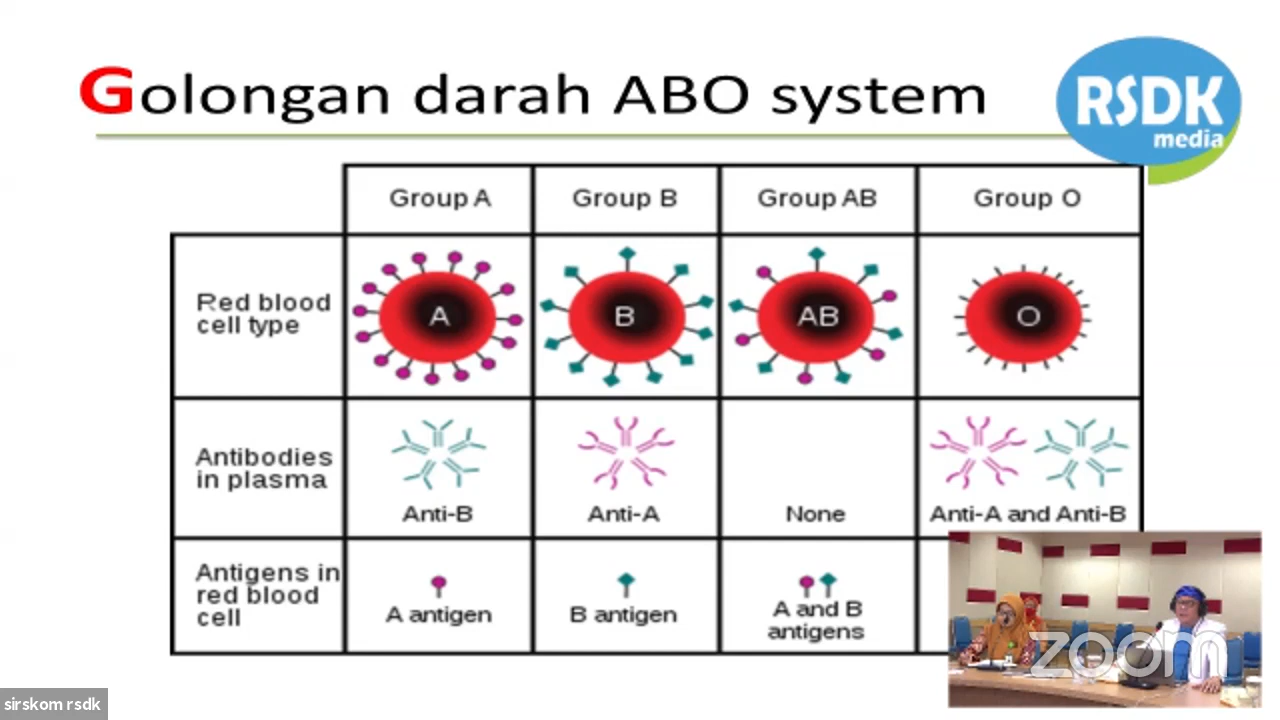 Golongan darah ABO system
RSDK
media
Group A
Group B
Group AB
Group O
Red blood
cell type
A
B
AB
O
Antibodies
in plasma
Anti-B
Anti-A
None
Anti-A and Anti-B
Antigens in
red blood
cell
A antigen
B antigen
A and B
antigens
zoom
sirskom rsdk